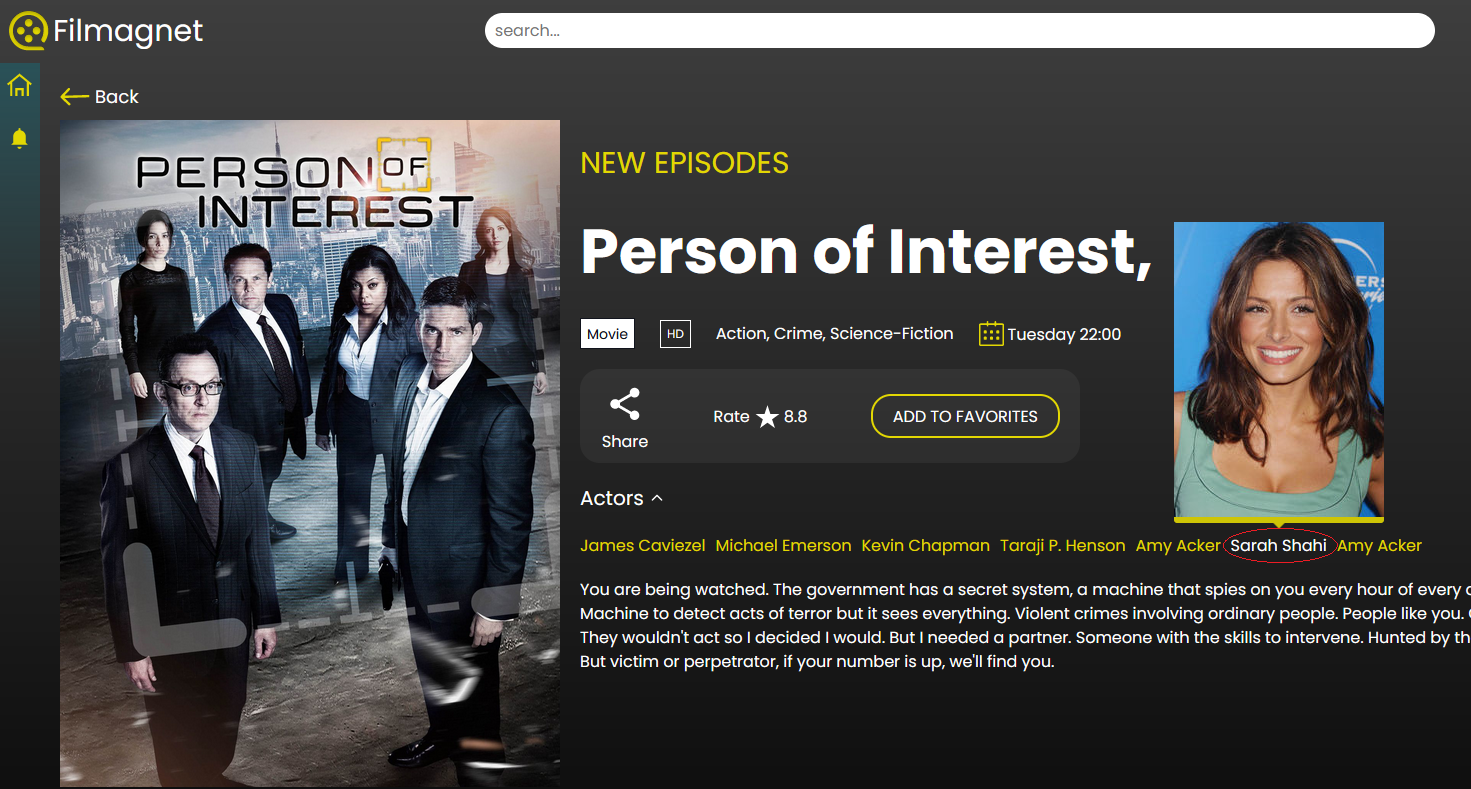 Filmagnet
search...
Back
PERSON OF
INTEREST
NEW EPISODES
Person of Interest,
Movie
HD
Action, Crime, Science-Fiction
Tuesday 22:00
Share
Rate 8.8
ADD TO FAVORITES
Actors
James Caviezel Michael Emerson Kevin Chapman Taraji P. Henson Amy Acker Sarah Shahi Amy Acker
You are being watched. The government has a secret system, a machine that spies on you every hour of every
Machine to detect acts of terror but it sees everything. Violent crimes involving ordinary people. People like you.
They wouldn't act so I decided I would. But I needed a partner. Someone with the skills to intervene. Hunted by
But victim or perpetrator, if your number is up, we'll find you.